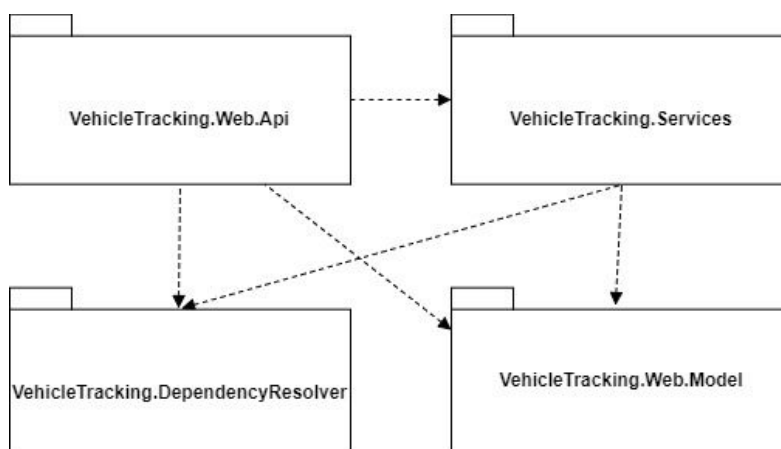 VehicleTracking.Web.Api
VehicleTracking.Services
VehicleTracking.DependencyResolver
VehicleTracking.Web.Model